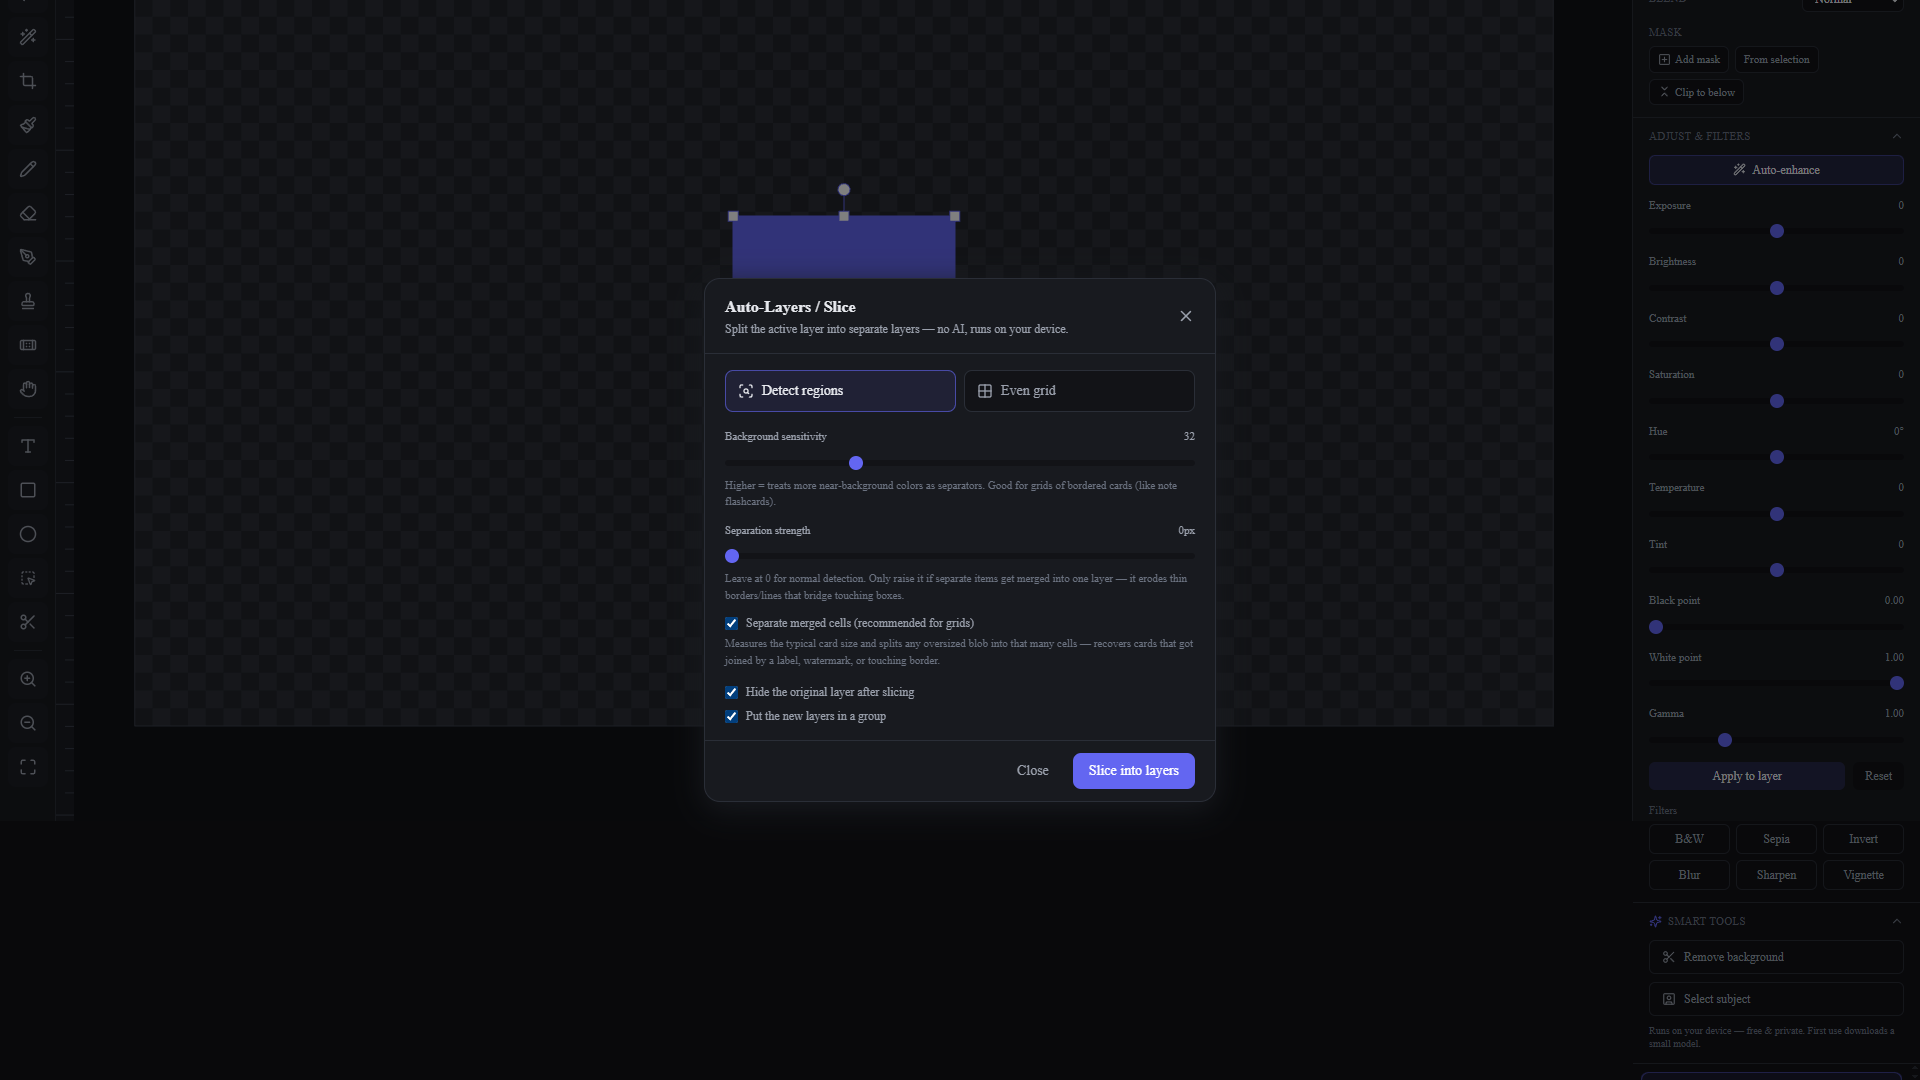 BLEND Normal
MASK
Add mask From selection
Clip to below
ADJUST & FILTERS
Auto-enhance
Exposure 0
Brightness 0
Contrast 0
Saturation 0
Hue 0°
Temperature 0
Tint 0
Black point 0.00
White point 1.00
Gamma 1.00
Apply to layer Reset
Filters
B&W Sepia Invert
Blur Sharpen Vignette
SMART TOOLS
Remove background
Select subject
Runs on your device — free & private. First use downloads a
small model.
Auto-Layers / Slice
Split the active layer into separate layers — no AI, runs on your device.
Detect regions Even grid
Background sensitivity 32
Higher = treats more near-background colors as separators. Good for grids of bordered cards (like note
flashcards).
Separation strength 0px
Leave at 0 for normal detection. Only raise it if separate items get merged into one layer — it erodes thin
borders/lines that bridge touching boxes.
Separate merged cells (recommended for grids)
Measures the typical card size and splits any oversized blob into that many cells — recovers cards that got
joined by a label, watermark, or touching border.
Hide the original layer after slicing
Put the new layers in a group
Close Slice into layers